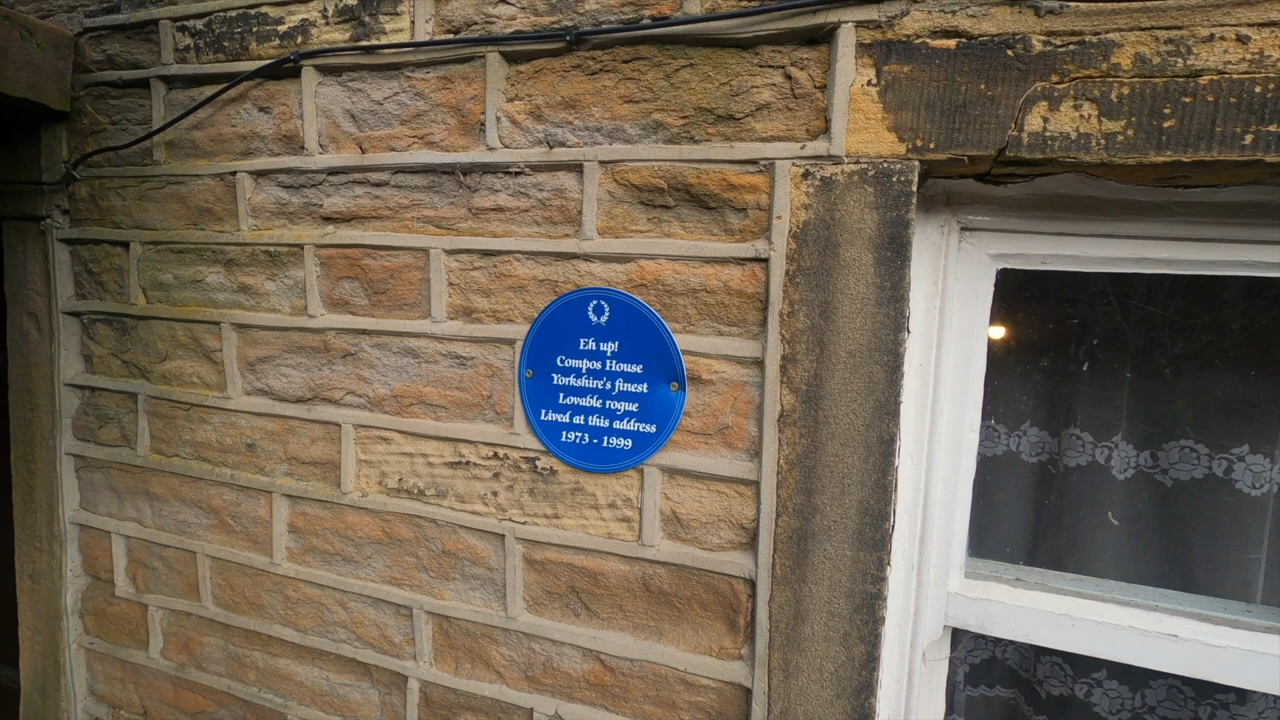 Eh up!
Compos House
Yorkshire's finest
Lovable rogue
Lived at this address
1973 - 1999